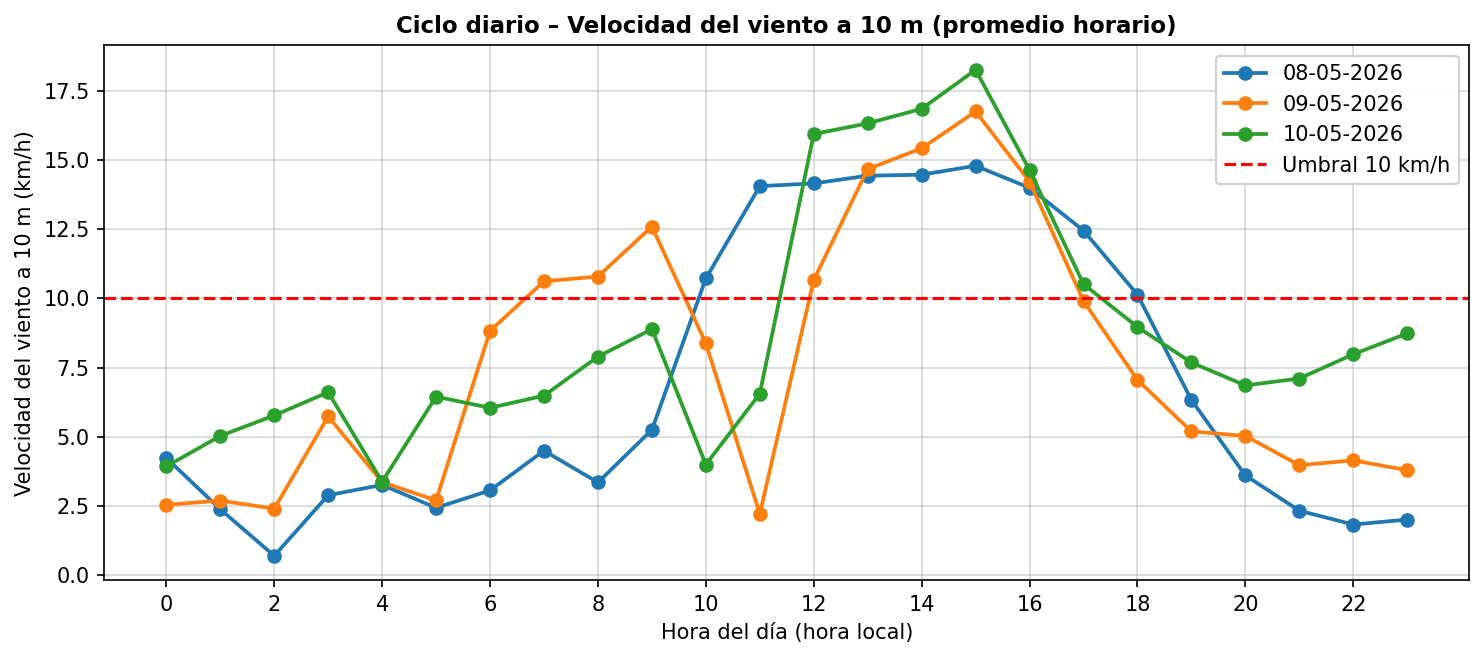 Ciclo diario – Velocidad del viento a 10 m (promedio horario)
Velocidad del viento a 10 m (km/h)
17.5
15.0
12.5
10.0
7.5
5.0
2.5
0.0
08-05-2026
09-05-2026
10-05-2026
Umbral 10 km/h
0 2 4 6 8 10 12 14 16 18 20 22
Hora del día (hora local)